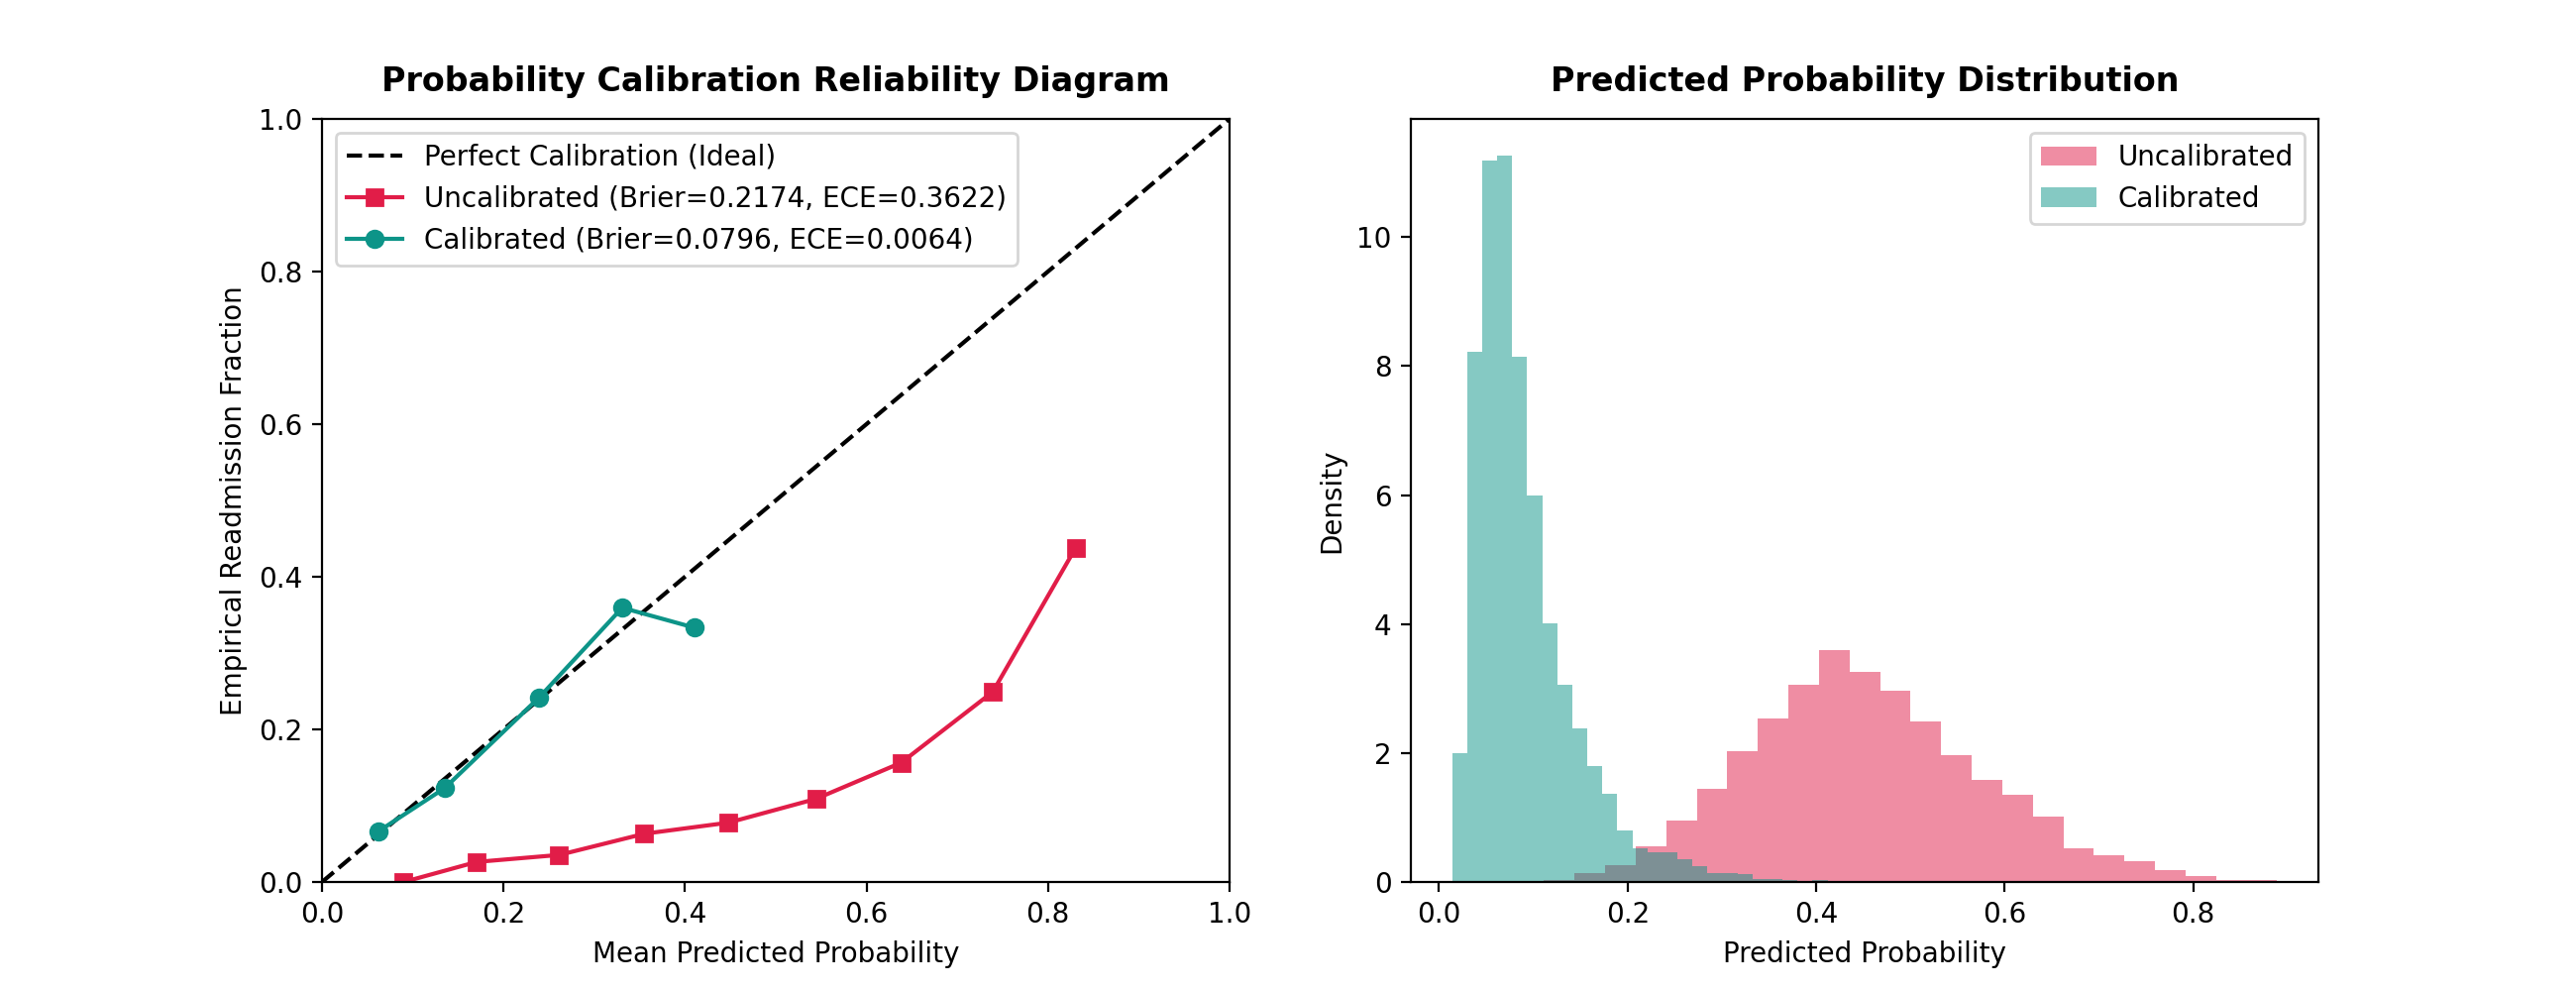 Probability Calibration Reliability Diagram
1.0
0.8
0.6
0.4
0.2
0.0
Empirical Readmission Fraction
Perfect Calibration (Ideal)
Uncalibrated (Brier=0.2174, ECE=0.3622)
Calibrated (Brier=0.0796, ECE=0.0064)
0.0 0.2 0.4 0.6 0.8 1.0
Mean Predicted Probability
Predicted Probability Distribution
10
8
6
4
2
0
Density
Uncalibrated
Calibrated
0.0 0.2 0.4 0.6 0.8
Predicted Probability